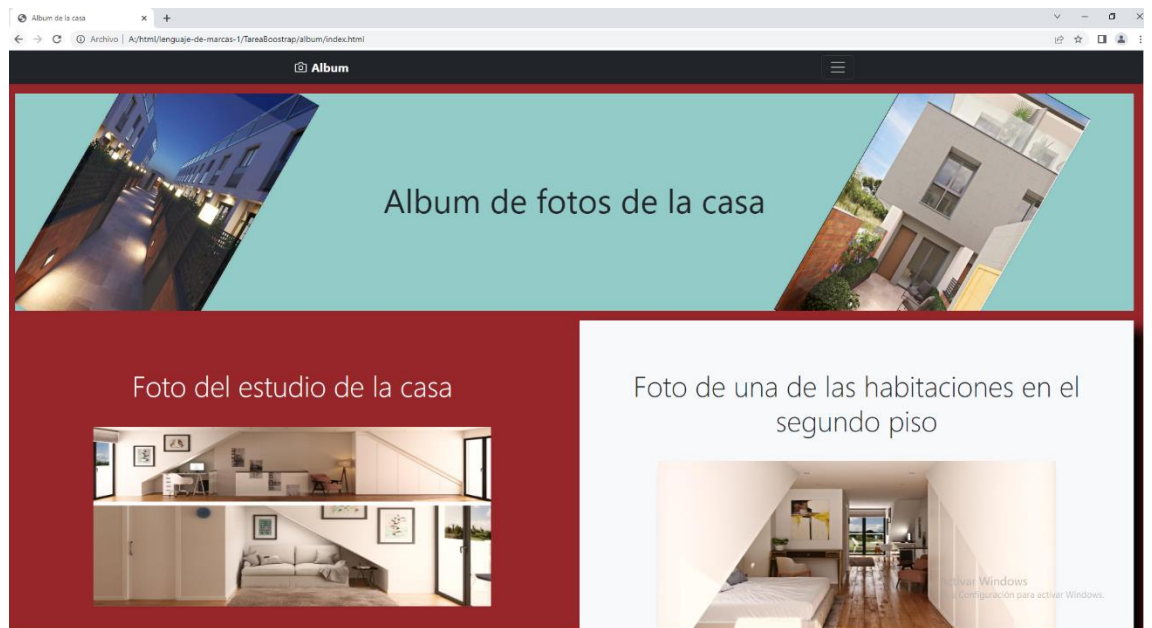 Album de la casa
Archivo | A:/html/lenguaje-de-marcas-1/TareaBoostrap/album/index.html
Album
Album de fotos de la casa
Foto del estudio de la casa
Foto de una de las habitaciones en el
segundo piso
Activar Windows
Configuración para activar Windows.